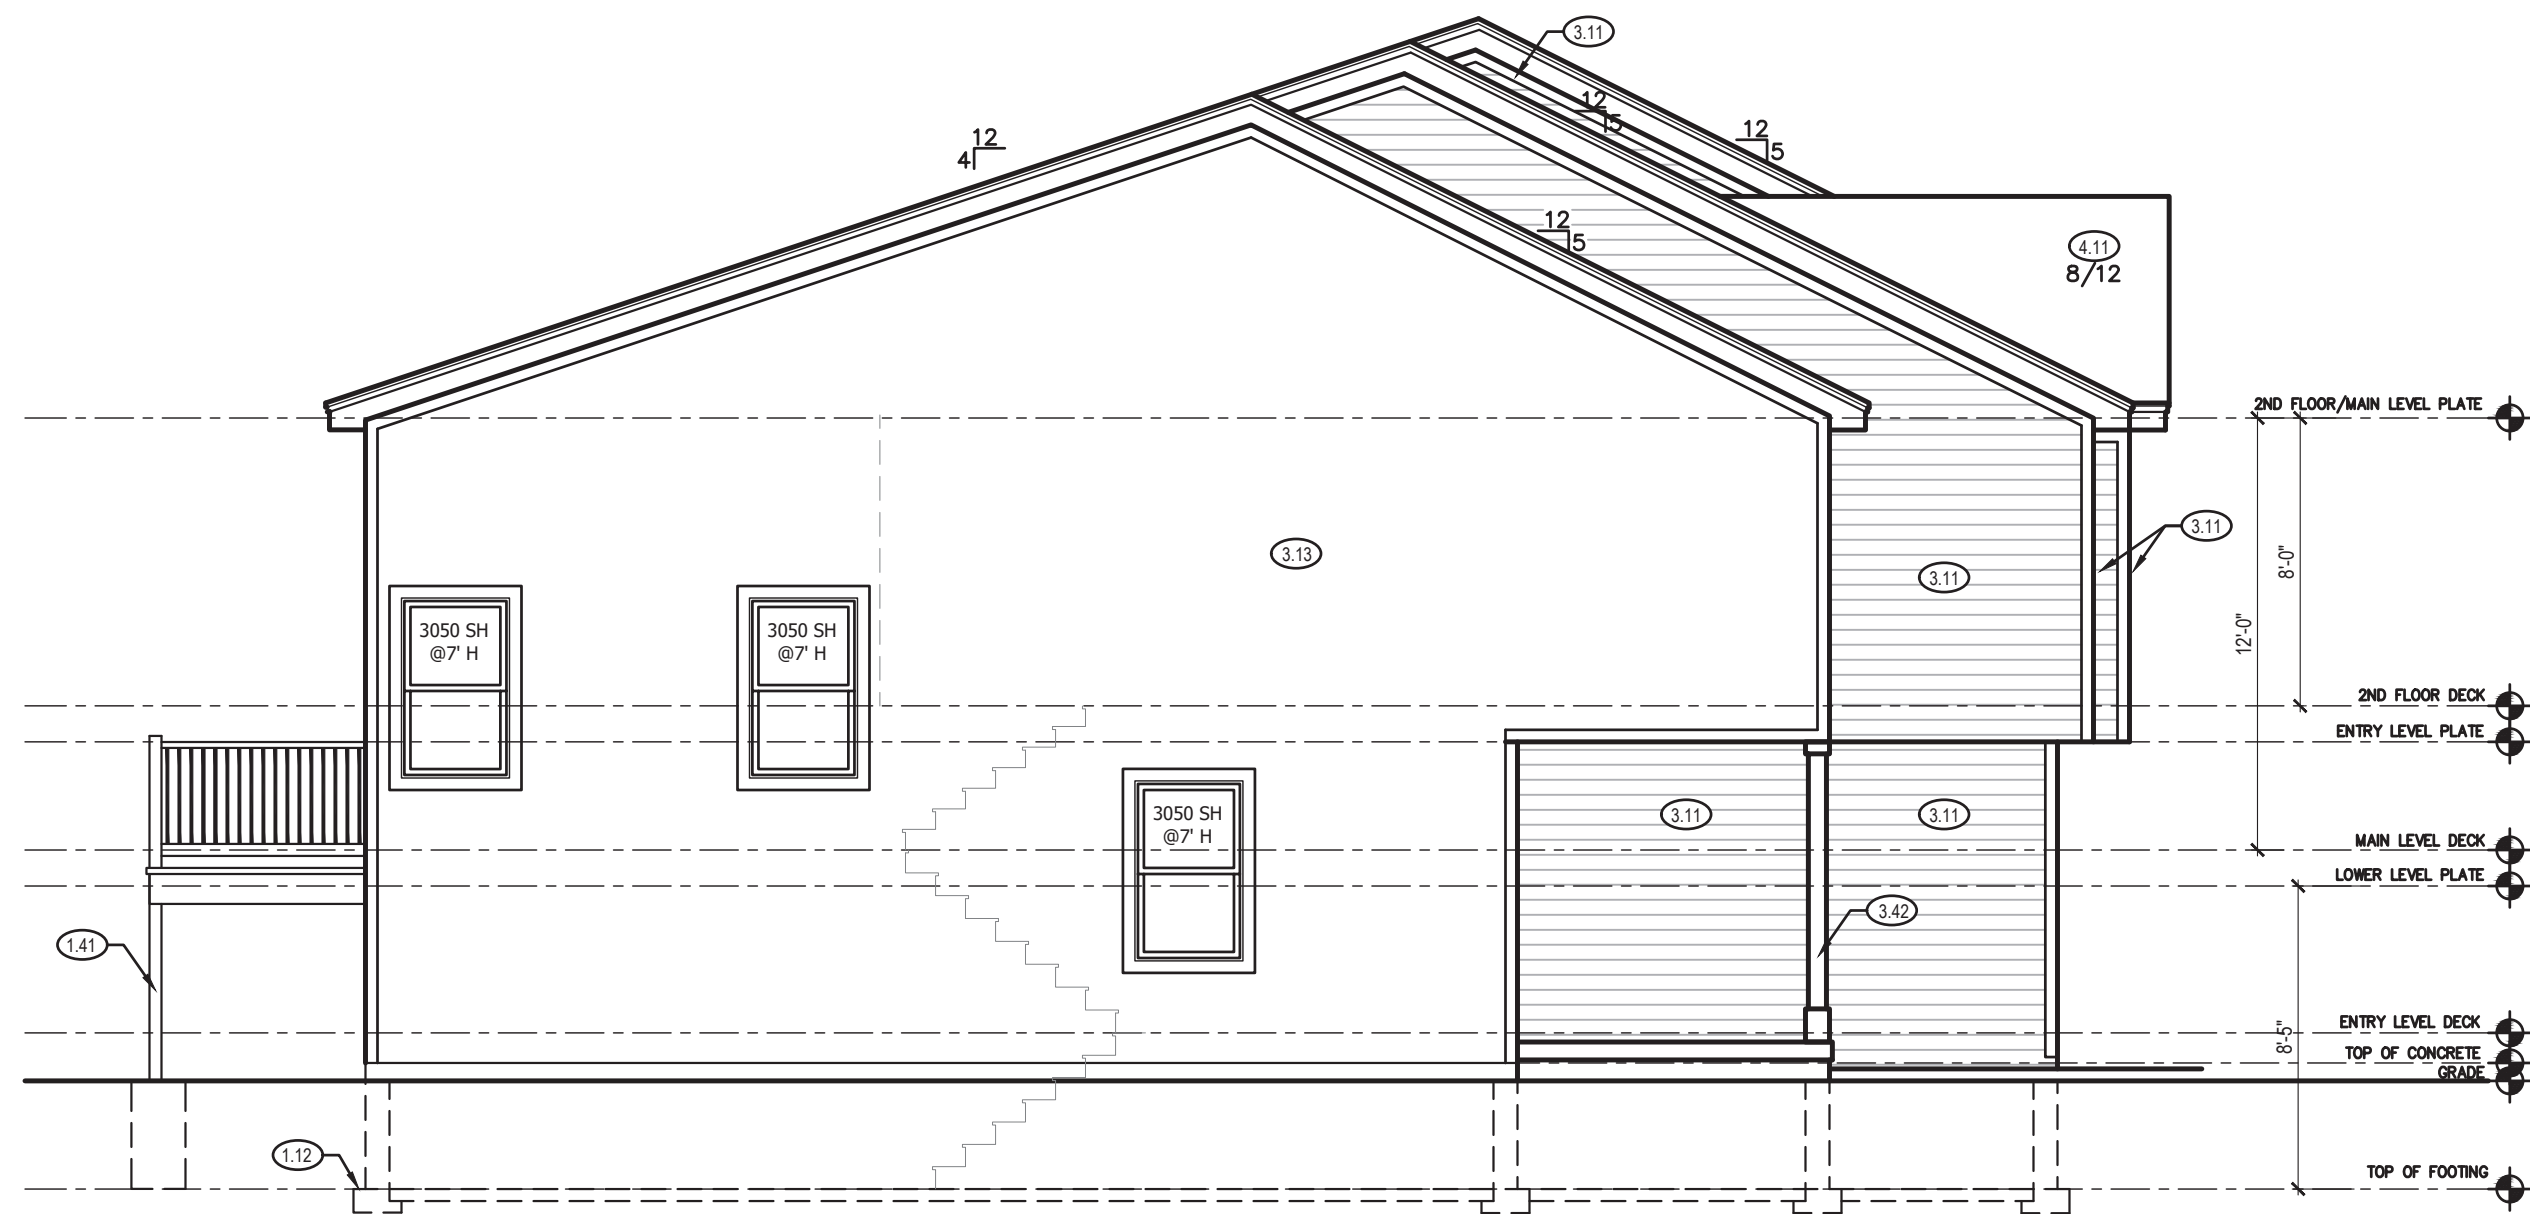 3.11
12
5
12
5
12
4
12
5
4.11
8/12
2ND FLOOR/MAIN LEVEL PLATE
3.11
3.13
8'-0"
3.11
3050 SH
@7' H
3050 SH
@7' H
12'-0"
2ND FLOOR DECK
ENTRY LEVEL PLATE
3050 SH
@7' H
3.11
3.11
MAIN LEVEL DECK
LOWER LEVEL PLATE
3.42
1.41
ENTRY LEVEL DECK
8'-5"
TOP OF CONCRETE
GRADE
1.12
TOP OF FOOTING